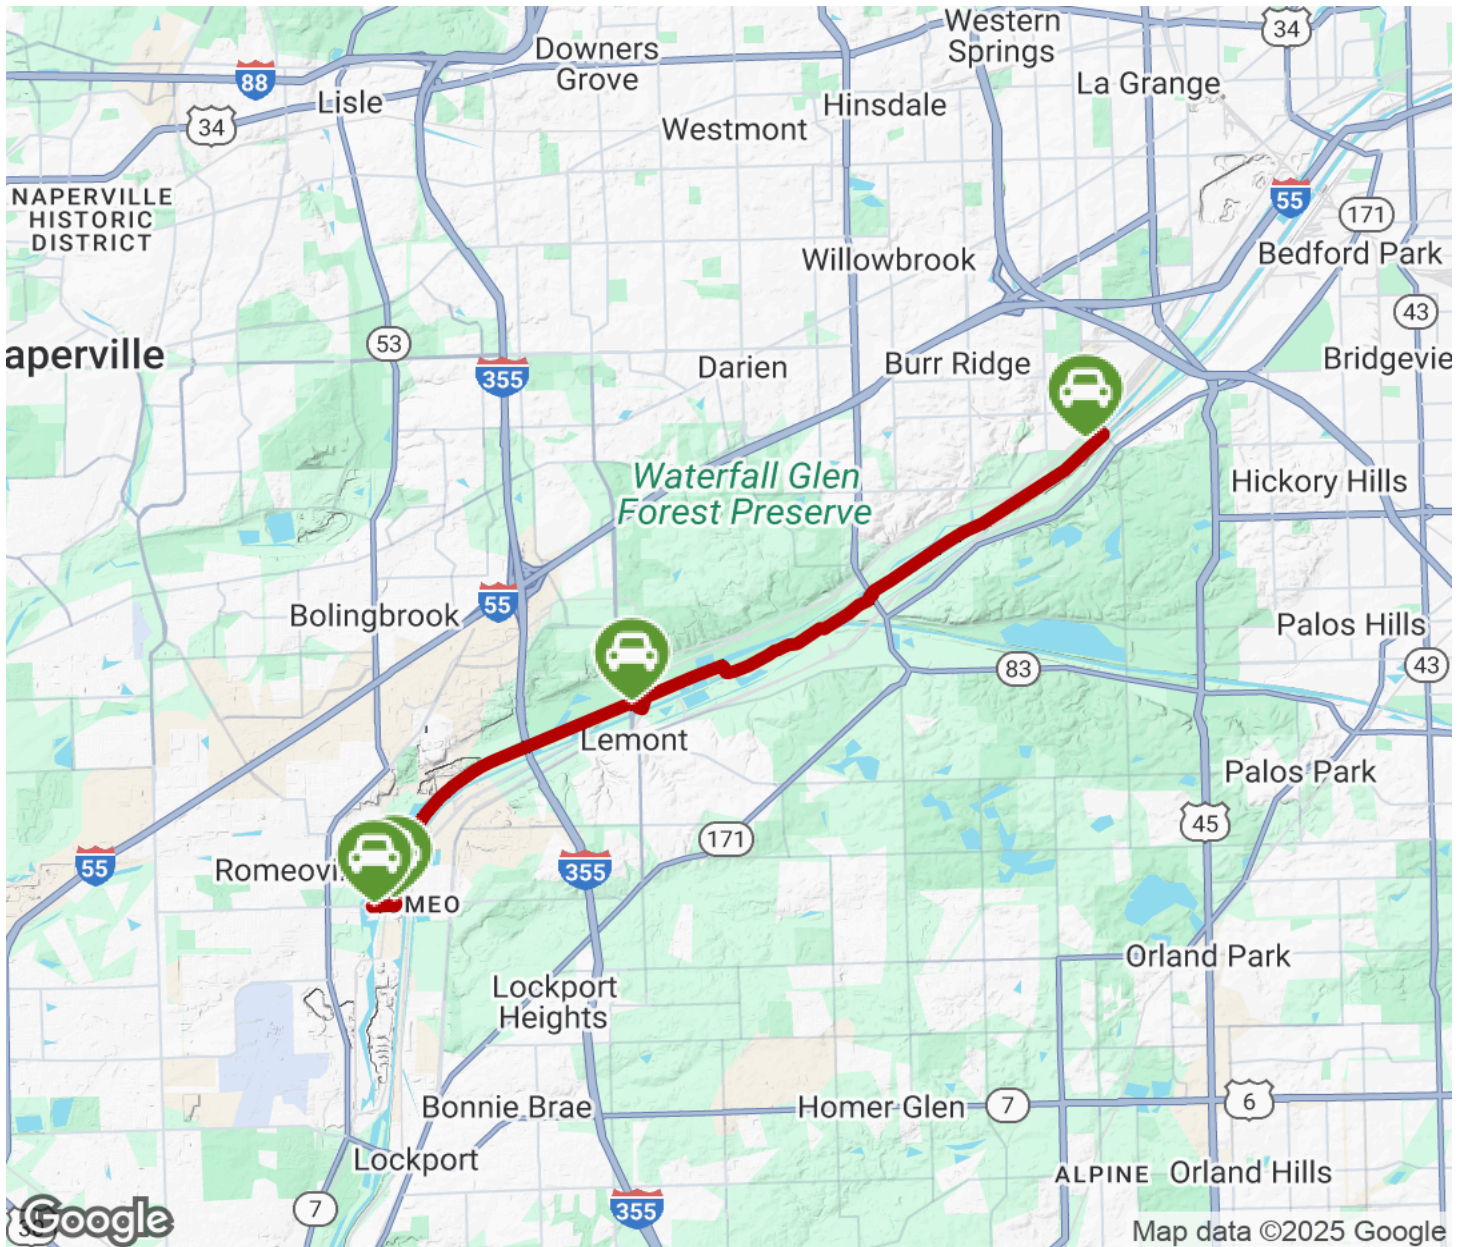 Western
Springs
34
Downers
Grove
88
La Grange
Lisle
Hinsdale
34
Westmont
NAPERVILLE
HISTORIC
DISTRICT
55
171
Bedford Park
Willowbrook
43
53
aperville
Bridgevie
Darien
Burr Ridge
355
Waterfall Glen
Forest Preserve
Hickory Hills
55
Bolingbrook
Palos Hills
83
43
Lemont
Palos Park
45
171
55
355
Romeovi
MEO
Orland Park
Lockport
Heights
Bonnie Brae
Homer Glen
7
6
Lockport
ALPINE
Orland Hills
7
355
Google
Map data ©2025 Google